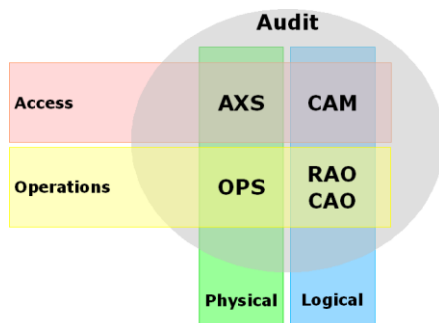 Audit
Access
AXS
CAM
Operations
OPS
RAO
CAO
Physical
Logical